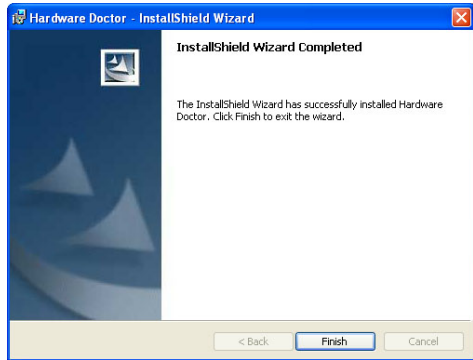 Hardware Doctor - InstallShield Wizard
InstallShield Wizard Completed
The InstallShield Wizard has successfully installed Hardware
Doctor. Click Finish to exit the wizard.
< Back
Finish
Cancel